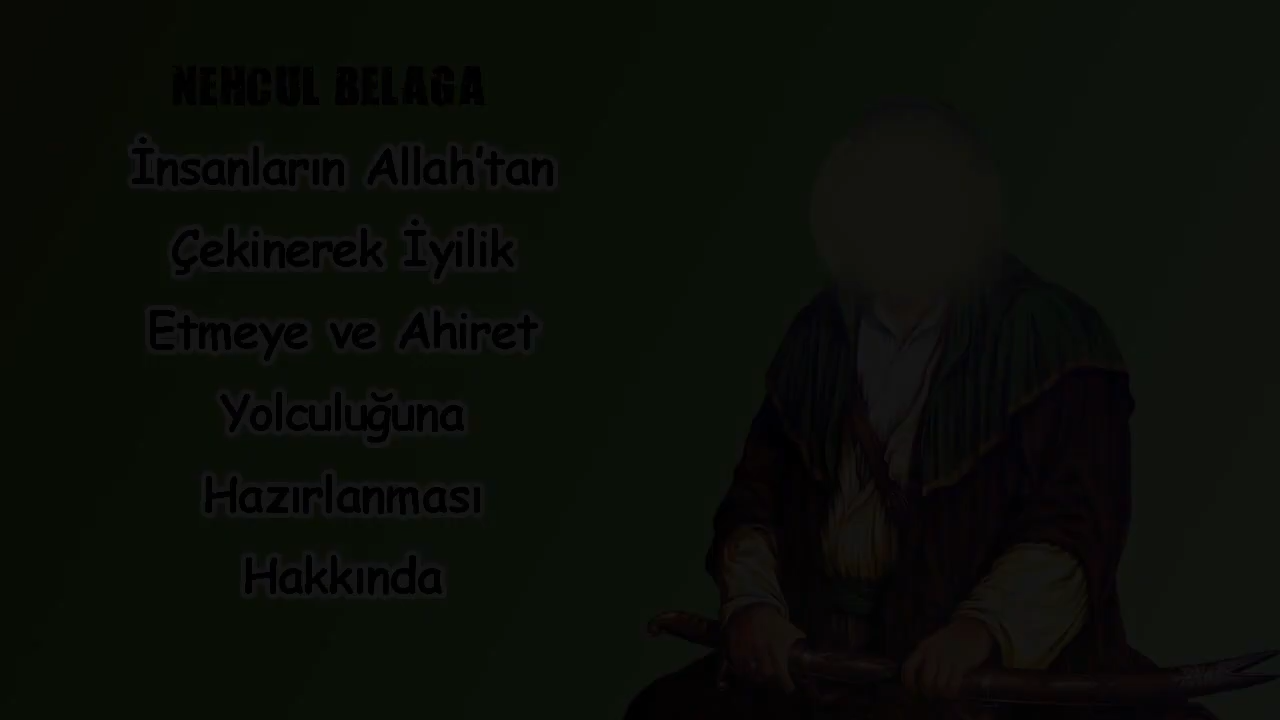 NEHCUL BELAGA
İnsanların Allah'tan
Çekinerek İyilik
Etmeye ve Ahiret
Yolculuğuna
Hazırlanması
Hakkında